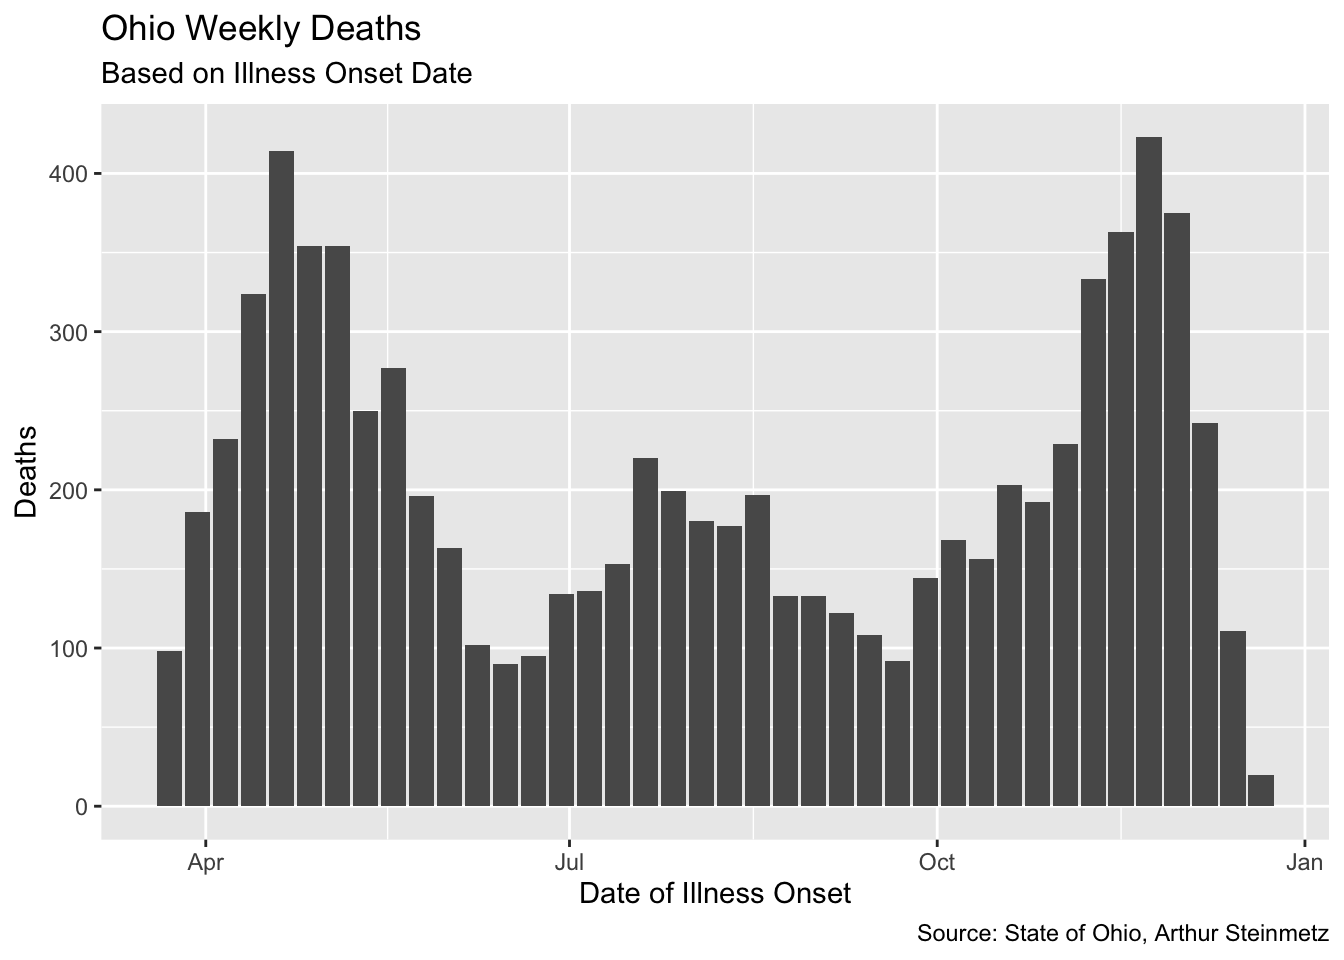 Ohio Weekly Deaths
Based on Illness Onset Date
Deaths
400
300
200
100
0
Apr
Jul
Oct
Jan
Date of Illness Onset
Source: State of Ohio, Arthur Steinmetz